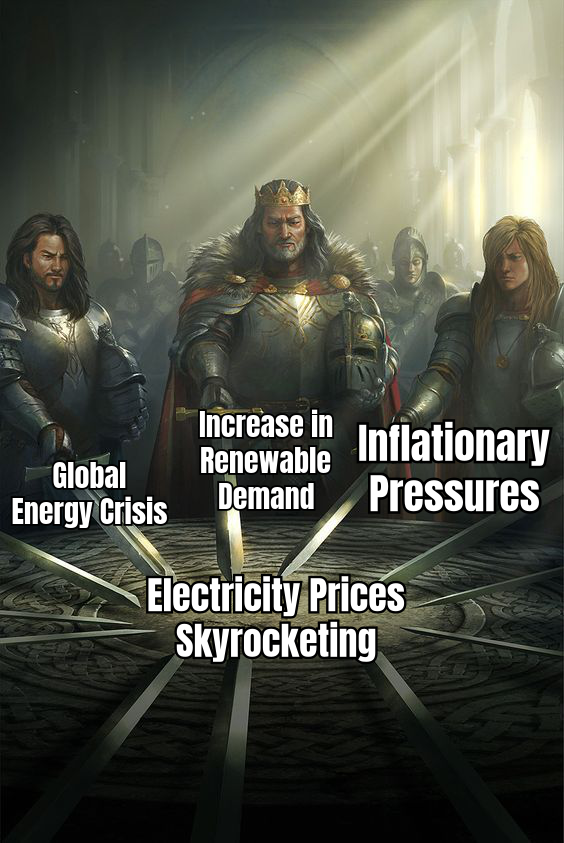 Increase in
Renewable
Demand
Inflationary
Pressures
Global
Energy Crisis
Electricity Prices
Skyrocketing